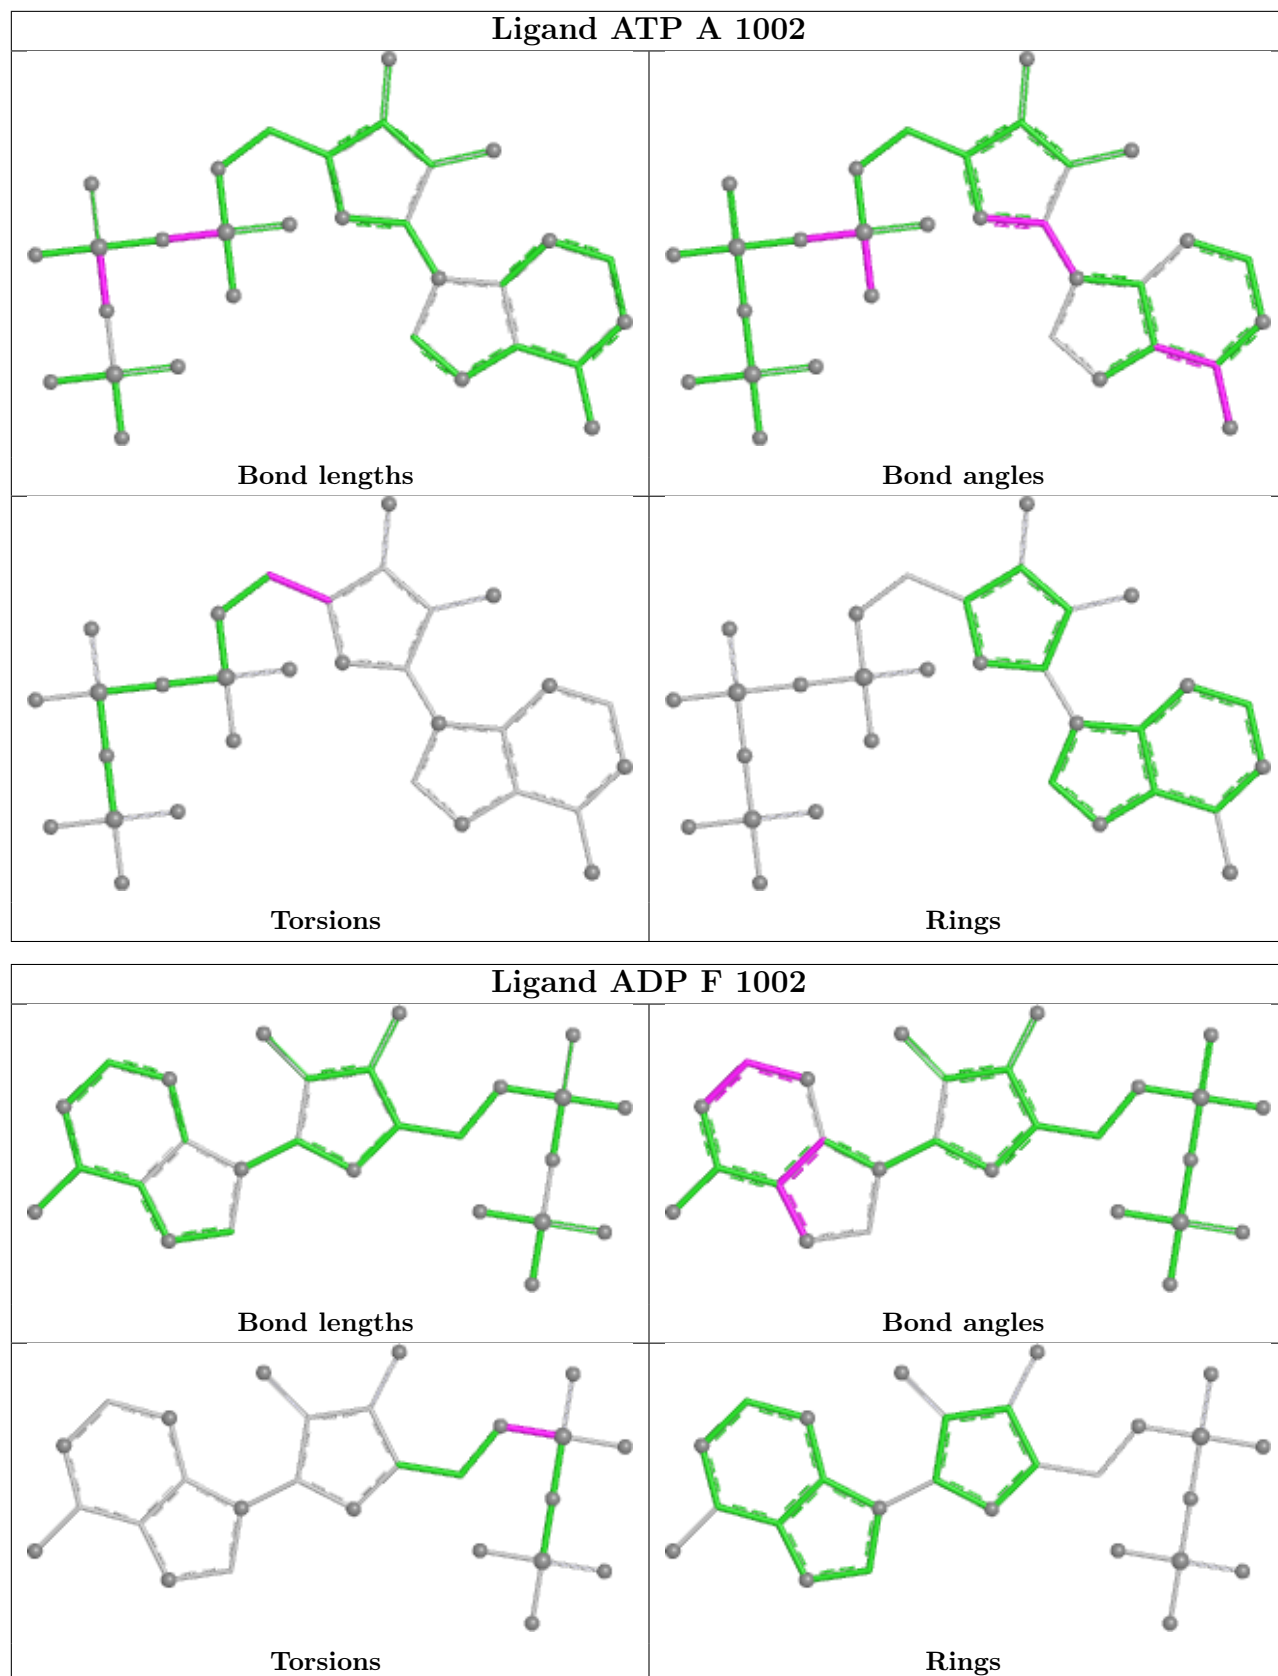 Ligand ATP A 1002
Bond lengths
Bond angles
Torsions
Rings
Ligand ADP F 1002
Bond lengths
Bond angles
Torsions
Rings